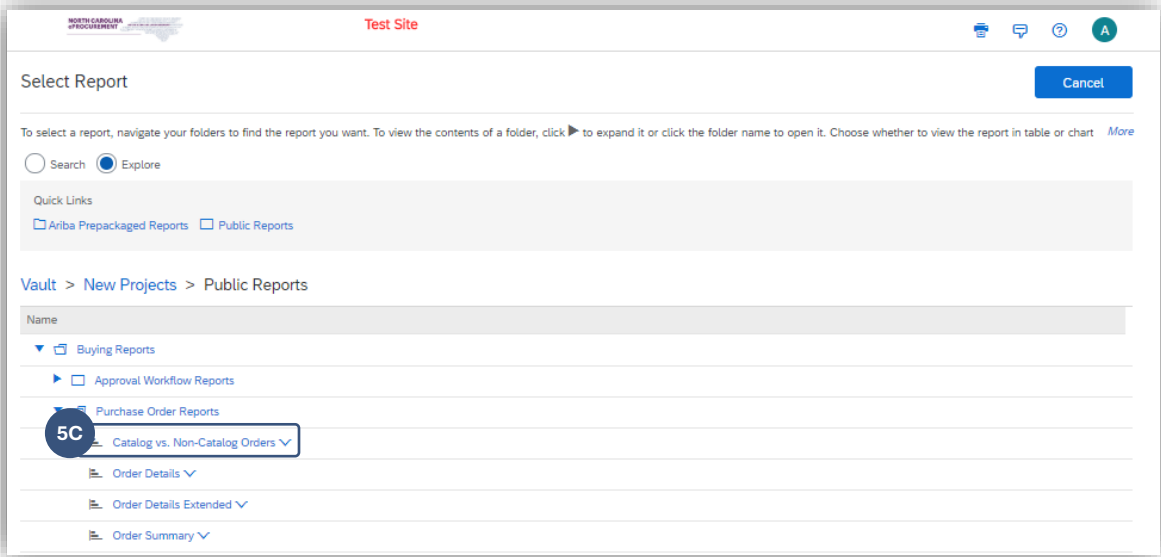 NORTH CAROLINA
ePROCUREMENT
Test Site
A
Select Report
Cancel
To select a report, navigate your folders to find the report you want. To view the contents of a folder, click ▶ to expand it or click the folder name to open it. Choose whether to view the report in table or chart More
Search Explore
Quick Links
Ariba Prepackaged Reports Public Reports
Vault > New Projects > Public Reports
Name
Buying Reports
Approval Workflow Reports
Purchase Order Reports
5C Catalog vs. Non-Catalog Orders
Order Details
Order Details Extended
Order Summary